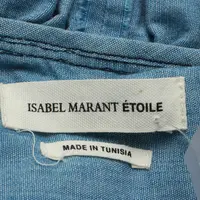 ISABEL MARANT ÉTOILE
MADE IN TUNISIA